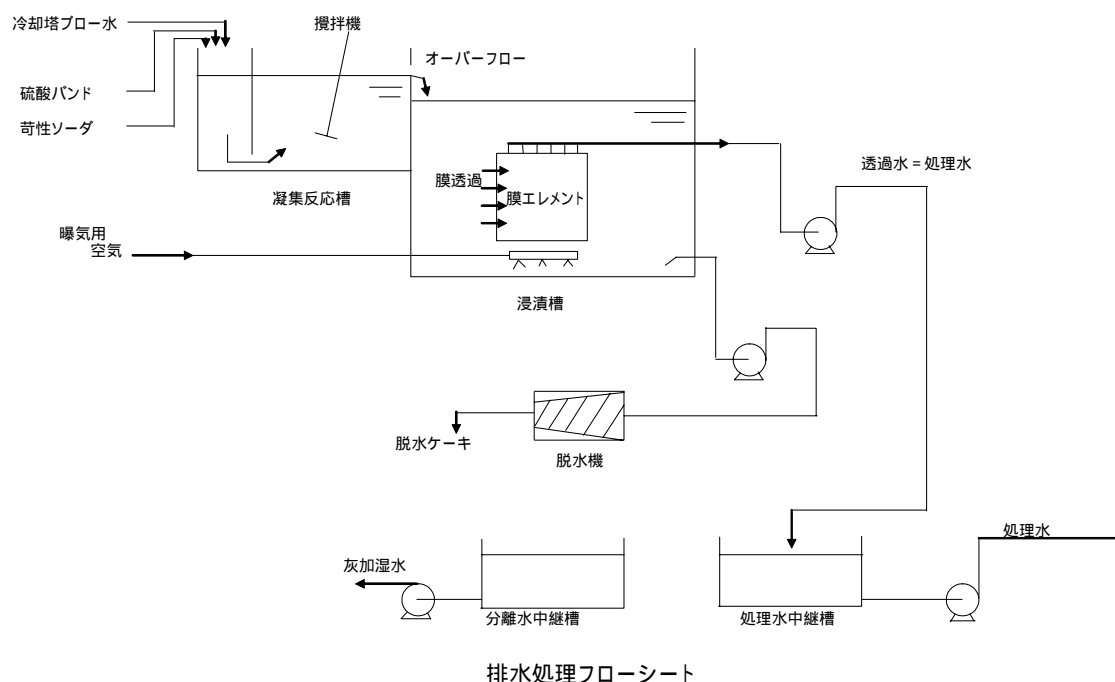 冷却塔ブロー水
硫酸バンド
苛性ソーダ
攪拌機
オーバーフロー
凝集反応槽
膜透過
膜エレメント
透過水=処理水
曝気用
空気
浸漬槽
脱水ケーキ
脱水機
灰加湿水
分離水中継槽
処理水中継槽
処理水
排水処理フローシート